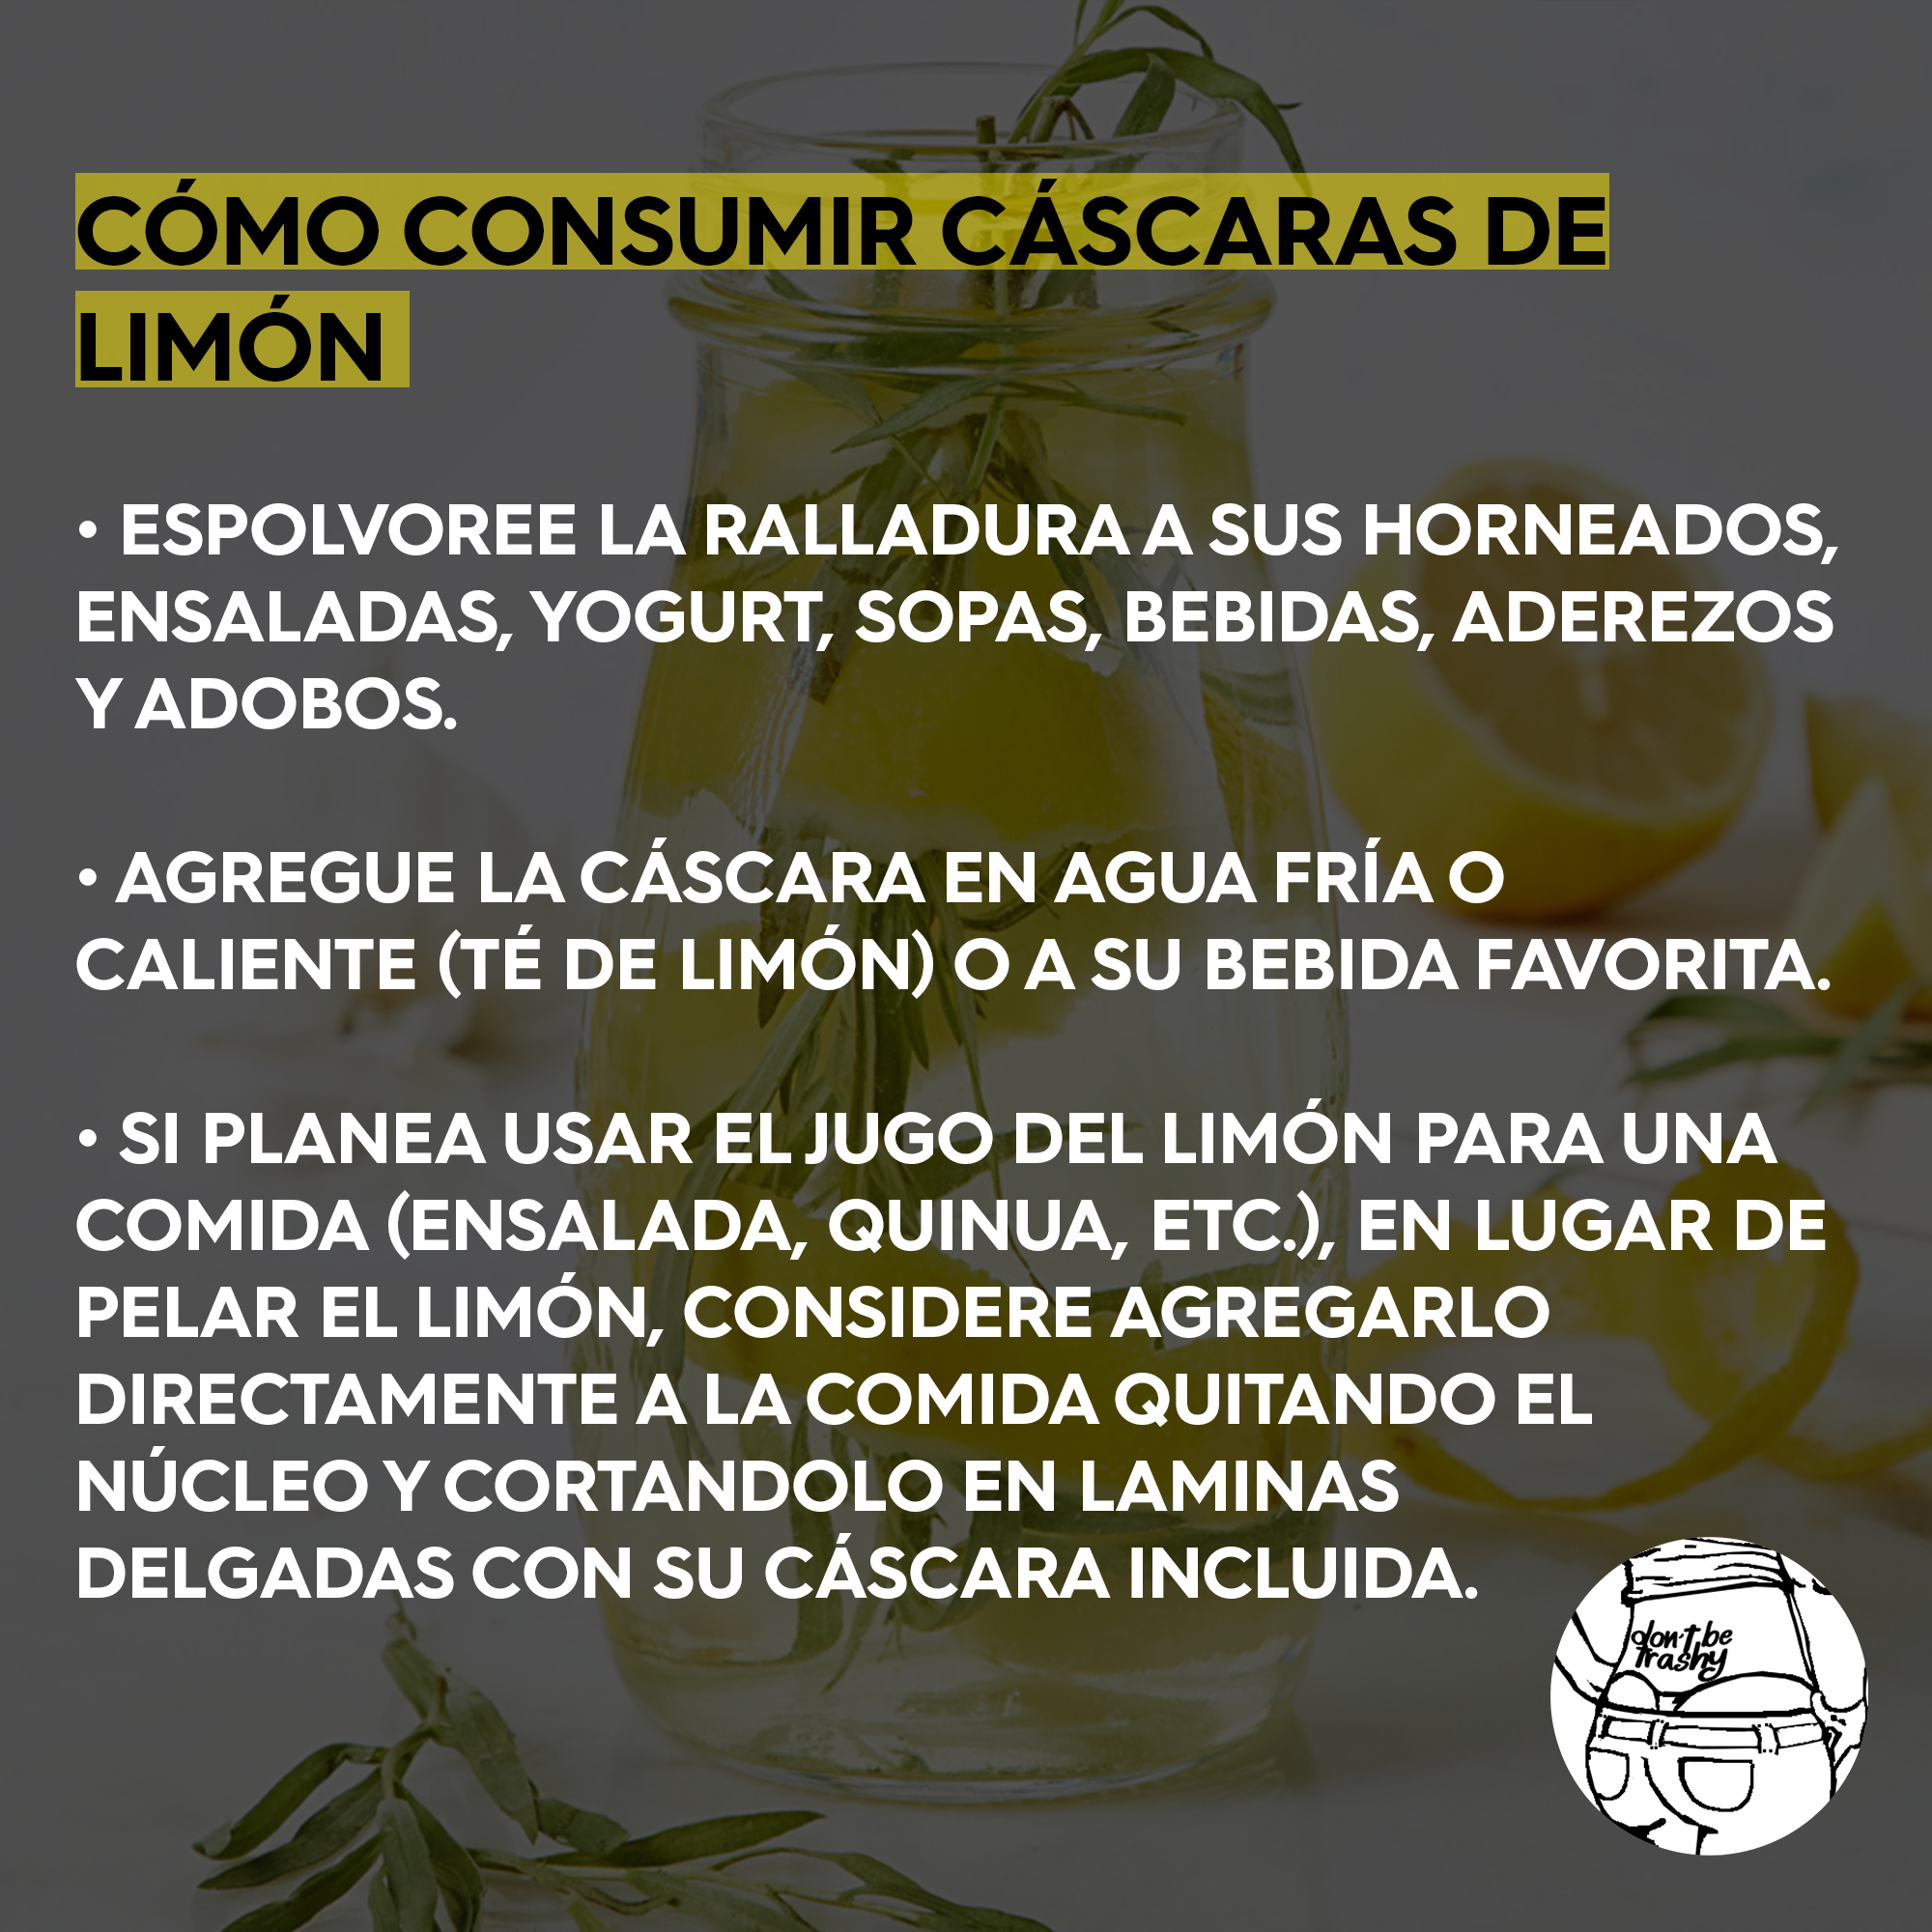 CÓMO CONSUMIR CÁSCARAS DE
LIMÓN
• ESPOLVOREE LA RALLADURA A SUS HORNEADOS,
ENSALADAS, YOGURT, SOPAS, BEBIDAS, ADEREZOS
Y ADOBOS.
• AGREGUE LA CÁSCARA EN AGUA FRÍA O
CALIENTE (TÉ DE LIMÓN) O A SU BEBIDA FAVORITA.
• SI PLANEA USAR EL JUGO DEL LIMÓN PARA UNA
COMIDA (ENSALADA, QUINUA, ETC.), EN LUGAR DE
PELAR EL LIMÓN, CONSIDERE AGREGARLO
DIRECTAMENTE A LA COMIDA QUITANDO EL
NÚCLEO Y CORTANDOLO EN LAMINAS
DELGADAS CON SU CÁSCARA INCLUIDA.
don't be
trashy